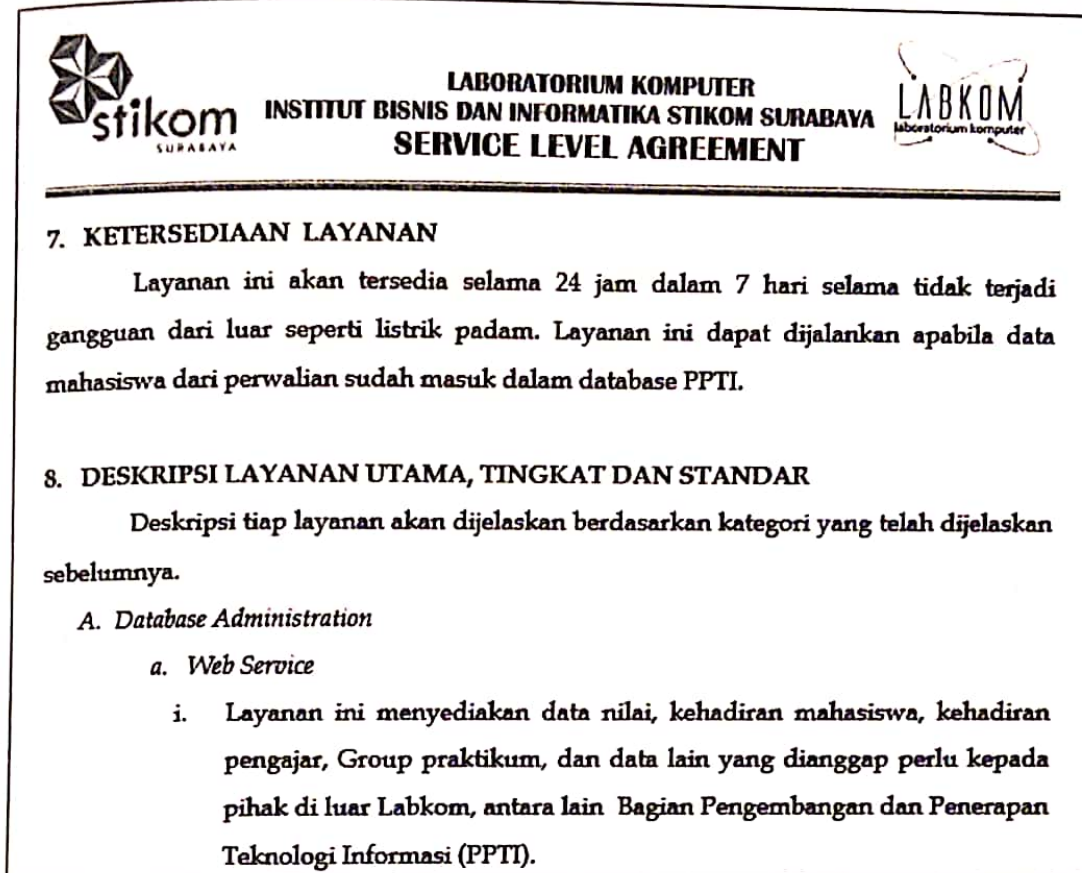 stikom
SURABAYA
LABORATORIUM KOMPUTER
INSTITUT BISNIS DAN INFORMATIKA STIKOM SURABAYA
SERVICE LEVEL AGREEMENT
LABKOM
laboratorium komputer
7. KETERSEDIAAN LAYANAN
Layanan ini akan tersedia selama 24 jam dalam 7 hari selama tidak terjadi
gangguan dari luar seperti listrik padam. Layanan ini dapat dijalankan apabila data
mahasiswa dari perwalian sudah masuk dalam database PPTI.
8. DESKRIPSI LAYANAN UTAMA, TINGKAT DAN STANDAR
Deskripsi tiap layanan akan dijelaskan berdasarkan kategori yang telah dijelaskan
sebelumnya.
A. Database Administration
a. Web Service
i. Layanan ini menyediakan data nilai, kehadiran mahasiswa, kehadiran
pengajar, Group praktikum, dan data lain yang dianggap perlu kepada
pihak di luar Labkom, antara lain Bagian Pengembangan dan Penerapan
Teknologi Informasi (PPTI).